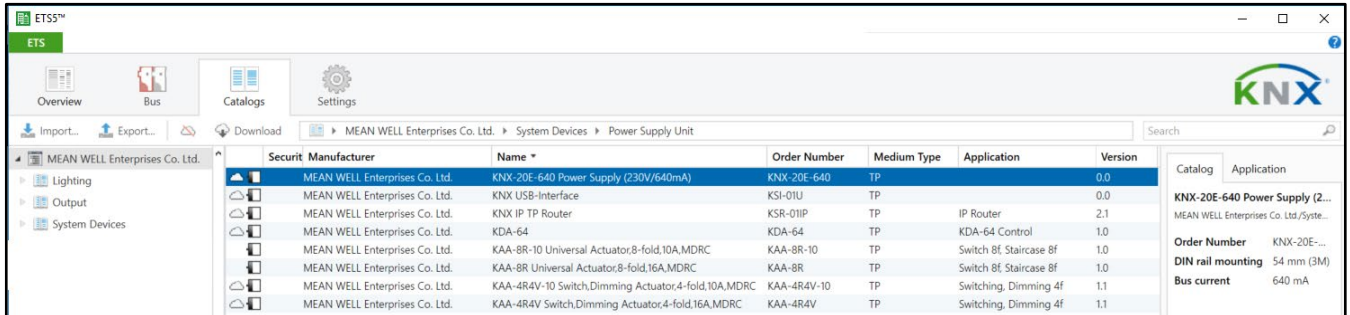 ETS5™
ETS
Overview Bus Catalogs Settings
KNX
Import... Export... Download MEAN WELL Enterprises Co. Ltd. System Devices Power Supply Unit Search
MEAN WELL Enterprises Co. Ltd.
Lighting
Output
System Devices
Securit Manufacturer Name Order Number Medium Type Application Version
MEAN WELL Enterprises Co. Ltd. KNX-20E-640 Power Supply (230V/640mA) KNX-20E-640 TP 0.0
MEAN WELL Enterprises Co. Ltd. KNX USB-Interface KSI-01U TP 0.0
MEAN WELL Enterprises Co. Ltd. KNX IP TP Router KSR-01IP TP IP Router 2.1
MEAN WELL Enterprises Co. Ltd. KDA-64 KDA-64 TP KDA-64 Control 1.0
MEAN WELL Enterprises Co. Ltd. KAA-8R-10 Universal Actuator,8-fold,10A,MDRC KAA-8R-10 TP Switch 8f, Staircase 8f 1.0
MEAN WELL Enterprises Co. Ltd. KAA-8R Universal Actuator,8-fold,16A,MDRC KAA-8R TP Switch 8f, Staircase 8f 1.0
MEAN WELL Enterprises Co. Ltd. KAA-4R4V-10 Switch,Dimming Actuator,4-fold,10A,MDRC KAA-4R4V-10 TP Switching, Dimming 4f 1.1
MEAN WELL Enterprises Co. Ltd. KAA-4R4V Switch,Dimming Actuator,4-fold,16A,MDRC KAA-4R4V TP Switching, Dimming 4f 1.1
Catalog Application
KNX-20E-640 Power Supply (2...
MEAN WELL Enterprises Co. Ltd./Syste...
Order Number KNX-20E-...
DIN rail mounting 54 mm (3M)
Bus current 640 mA